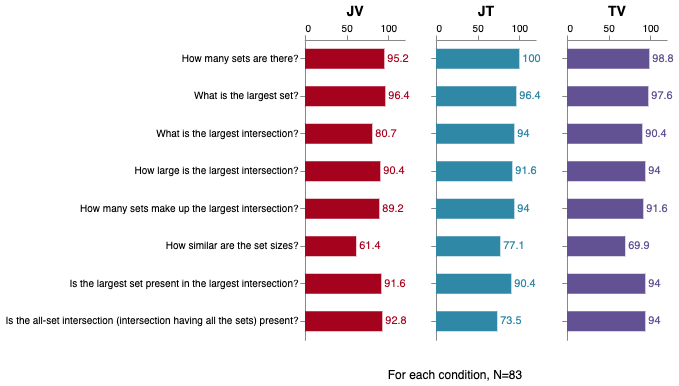 JV JT TV
0 50 100 0 50 100 0 50 100
How many sets are there? 95.2 100 98.8
What is the largest set? 96.4 96.4 97.6
What is the largest intersection? 80.7 94 90.4
How large is the largest intersection? 90.4 91.6 94
How many sets make up the largest intersection? 89.2 94 91.6
How similar are the set sizes? 61.4 77.1 69.9
Is the largest set present in the largest intersection? 91.6 90.4 94
Is the all-set intersection (intersection having all the sets) present? 92.8 73.5 94
For each condition, N=83